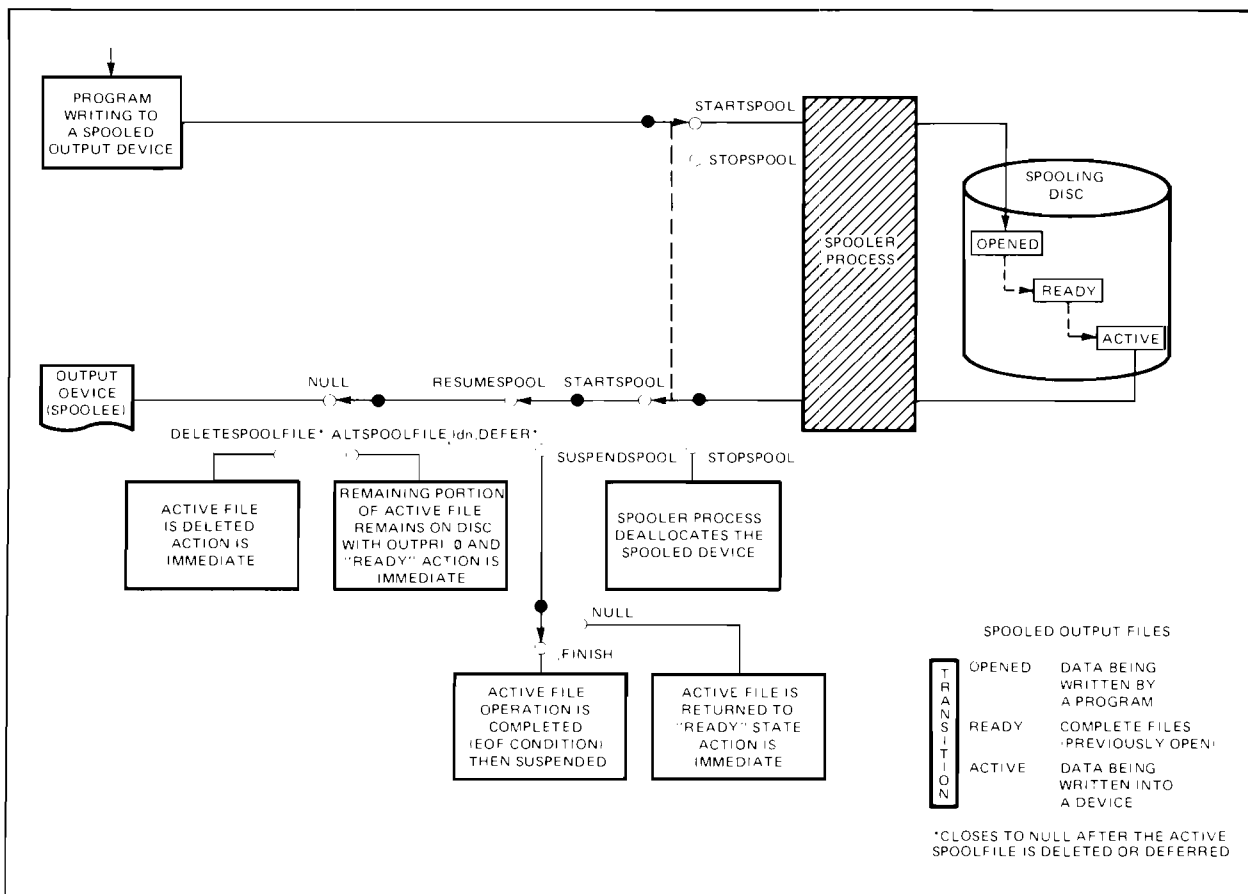 PROGRAM
WRITING TO
A SPOOLED
OUTPUT DEVICE
STARTSPOOL
STOPSPOOL
SPOOLER
PROCESS
SPOOLING
DISC
OPENED
READY
ACTIVE
OUTPUT
DEVICE
(SPOOLEE)
NULL
RESUMESPOOL
STARTSPOOL
DELETESPOOLFILE*
ALTSPOOLFILE
dn,DEFER*
SUSPENDSPOOL
STOPSPOOL
ACTIVE FILE
IS DELETED
ACTION IS
IMMEDIATE
REMAINING PORTION
OF ACTIVE FILE
REMAINS ON DISC
WITH OUTPRI 0 AND
"READY" ACTION IS
IMMEDIATE
SPOOLER PROCESS
DEALLOCATES THE
SPOOLED DEVICE
NULL
,FINISH
ACTIVE FILE
OPERATION IS
COMPLETED
(EOF CONDITION)
THEN SUSPENDED
ACTIVE FILE IS
RETURNED TO
"READY" STATE
ACTION IS
IMMEDIATE
SPOOLED OUTPUT FILES
TRANSITION
OPENED DATA BEING
WRITTEN BY
A PROGRAM
READY COMPLETE FILES
(PREVIOUSLY OPEN)
ACTIVE DATA BEING
WRITTEN INTO
A DEVICE
*CLOSES TO NULL AFTER THE ACTIVE
SPOOLFILE IS DELETED OR DEFERRED